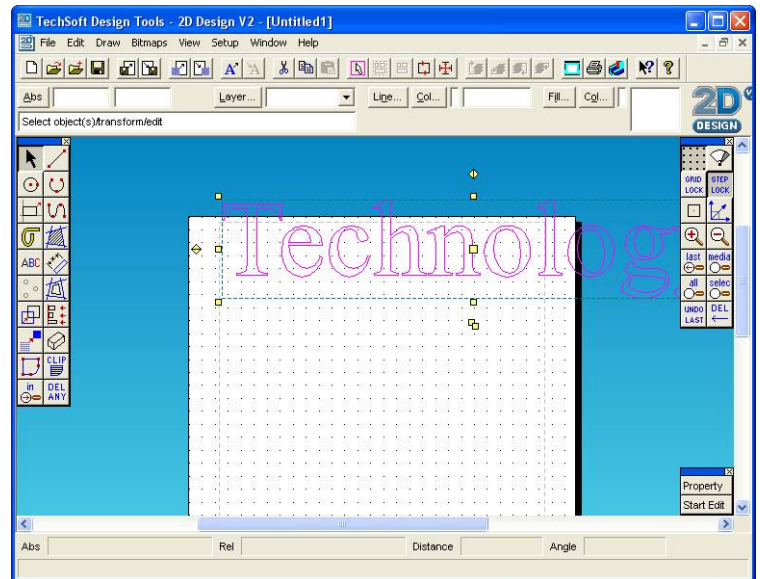 TechSoft Design Tools - 2D Design V2 - [Untitled1]
File Edit Draw Bitmaps View Setup Window Help
Abs Layer... Line... Col... Fill... Col...
Select object(s)/transform/edit
2D
DESIGN
GRID LOCK STEP LOCK
Technolog
ABC
last media
all selec
UNDO LAST DEL
CLIP
in DEL ANY
Property
Start Edit
Abs Rel Distance Angle